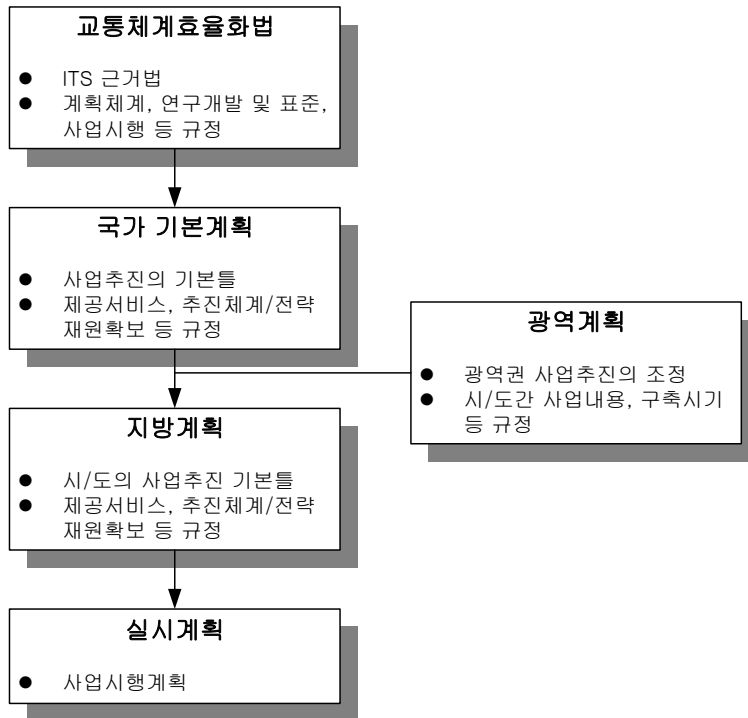 교통체계효율화법
● ITS 근거법
● 계획체계, 연구개발 및 표준,
사업시행 등 규정
국가 기본계획
● 사업추진의 기본틀
● 제공서비스, 추진체계/전략
재원확보 등 규정
광역계획
● 광역권 사업추진의 조정
● 시/도간 사업내용, 구축시기
등 규정
지방계획
● 시/도의 사업추진 기본틀
● 제공서비스, 추진체계/전략
재원확보 등 규정
실시계획
● 사업시행계획